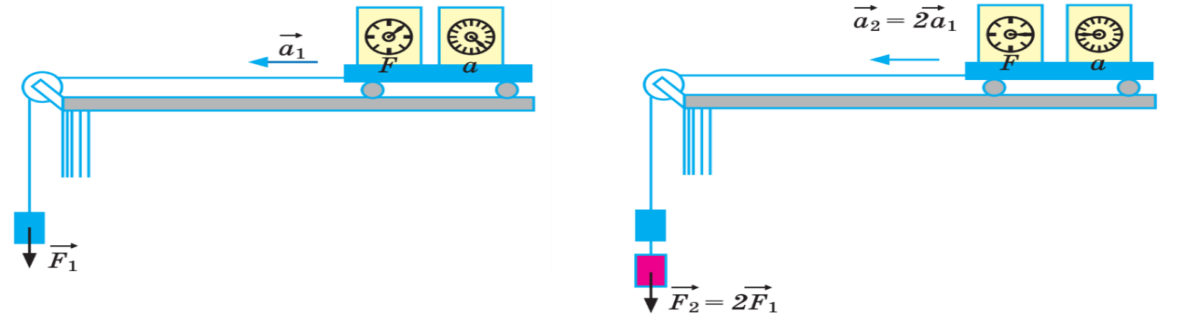 a⃗₁
F
a
F⃗₁
a⃗₂ = 2a⃗₁
F
a
F⃗₂ = 2F⃗₁